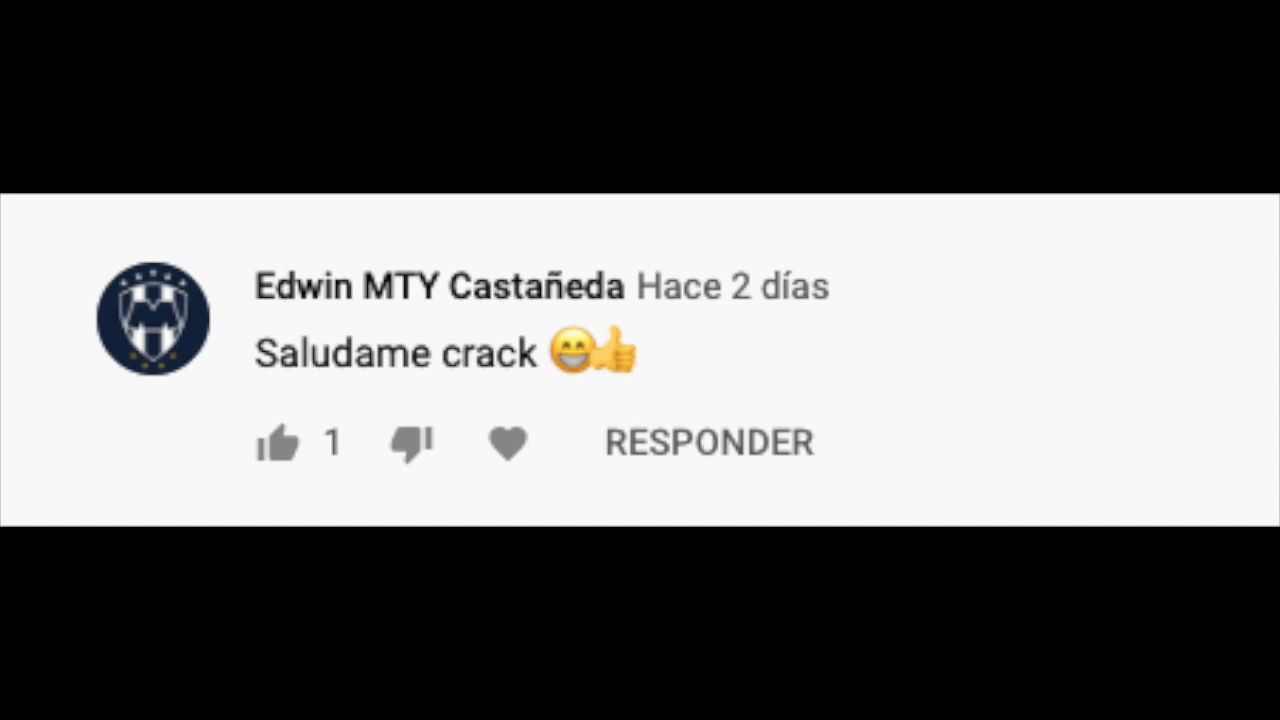 Edwin MTY Castañeda Hace 2 días
Saludame crack 😁👍
1 RESPONDER